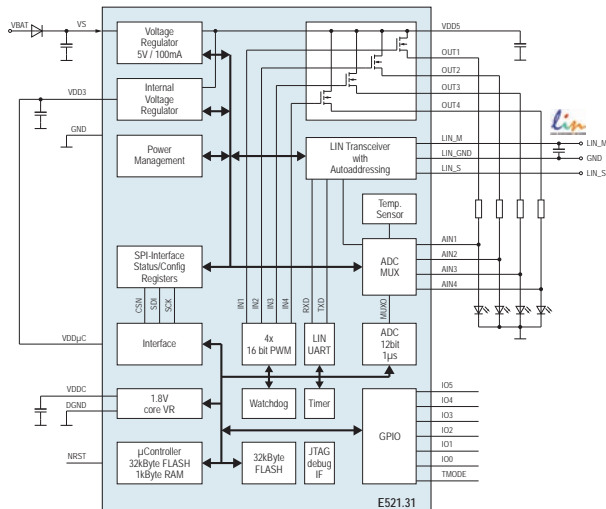 VBAT
VS
Voltage
Regulator
5V / 100mA
VDD5
OUT1
OUT2
OUT3
OUT4
VDD3
Internal
Voltage
Regulator
GND
Power
Management
LIN Transceiver
with
Autoaddressing
LIN_M
LIN_GND
LIN_S
lin
LIN_M
GND
LIN_S
Temp.
Sensor
SPI-Interface
Status/Config
Registers
ADC
MUX
AIN1
AIN2
AIN3
AIN4
CSN
SDI
SCK
IN1
IN2
IN3
IN4
RXD
TXD
MUXO
VDDµC
Interface
4x
16 bit PWM
LIN
UART
ADC
12bit
1µs
VDDC
DGND
1.8V
core VR
Watchdog
Timer
GPIO
IO5
IO4
IO3
IO2
IO1
IO0
TMODE
NRST
µController
32kByte FLASH
1kByte RAM
32kByte
FLASH
JTAG
debug
IF
E521.31